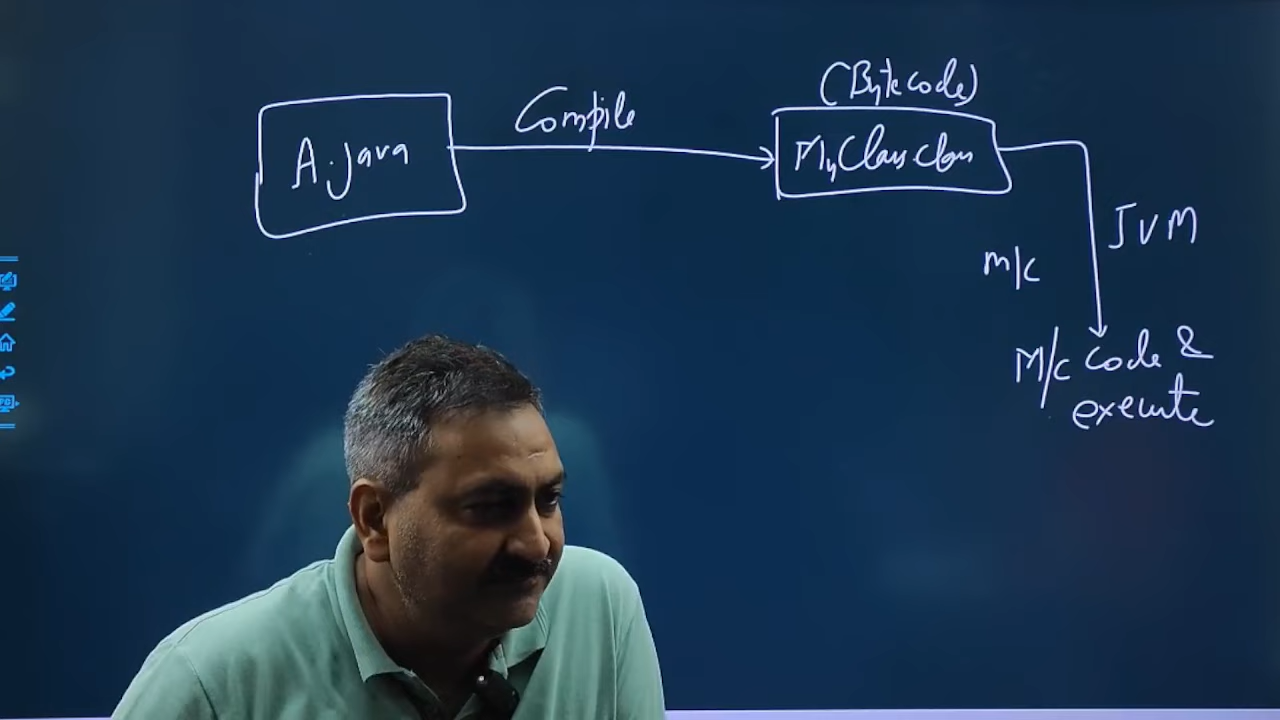 (Bytecode)
Compile
A.java
MyClass.Class
JVM
M/C
M/C Code &
execute